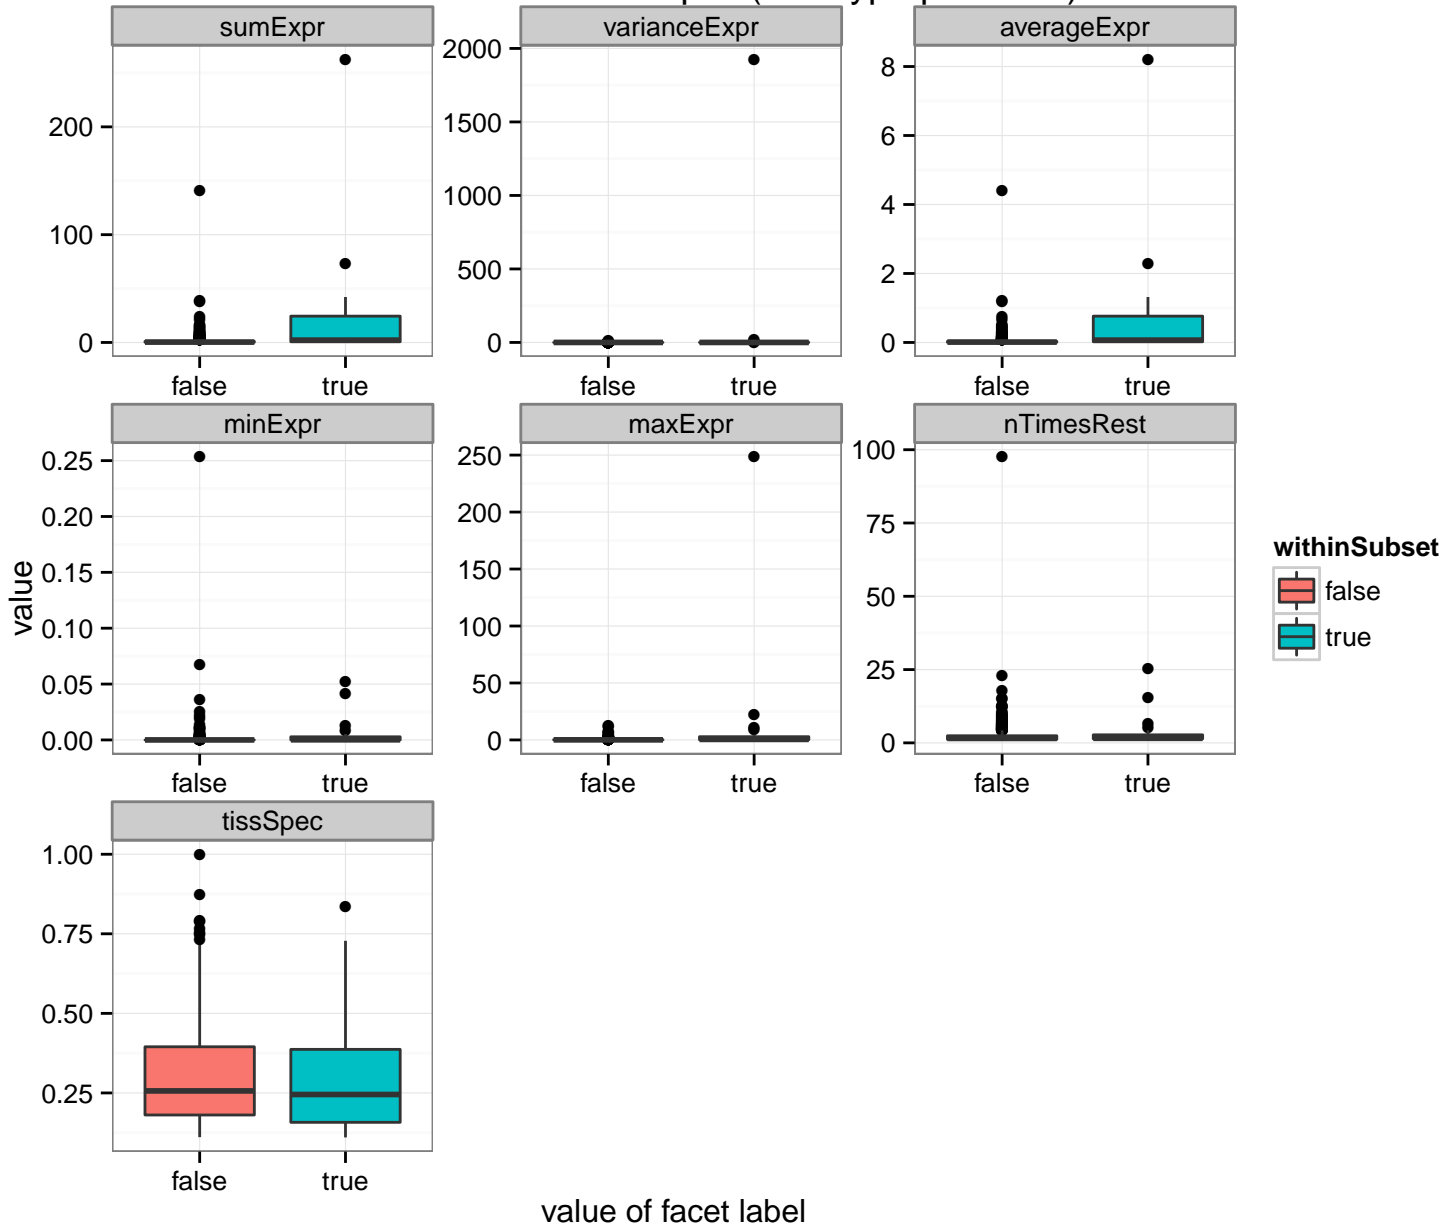 sumExpr
varianceExpr
averageExpr
200
100
0
2000
1500
1000
500
0
8
6
4
2
0
false true
false true
false true
minExpr
maxExpr
nTimesRest
0.25
0.20
0.15
0.10
0.05
0.00
250
200
150
100
50
0
100
75
50
25
0
false true
false true
false true
value
withinSubset
false
true
tissSpec
1.00
0.75
0.50
0.25
false true
value of facet label